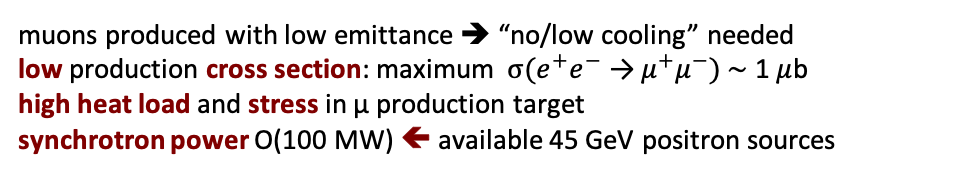 muons produced with low emittance ➔ “no/low cooling” needed
low production cross section: maximum σ(e⁺e⁻ → μ⁺μ⁻) ~ 1 μb
high heat load and stress in μ production target
synchrotron power O(100 MW) 🡸 available 45 GeV positron sources